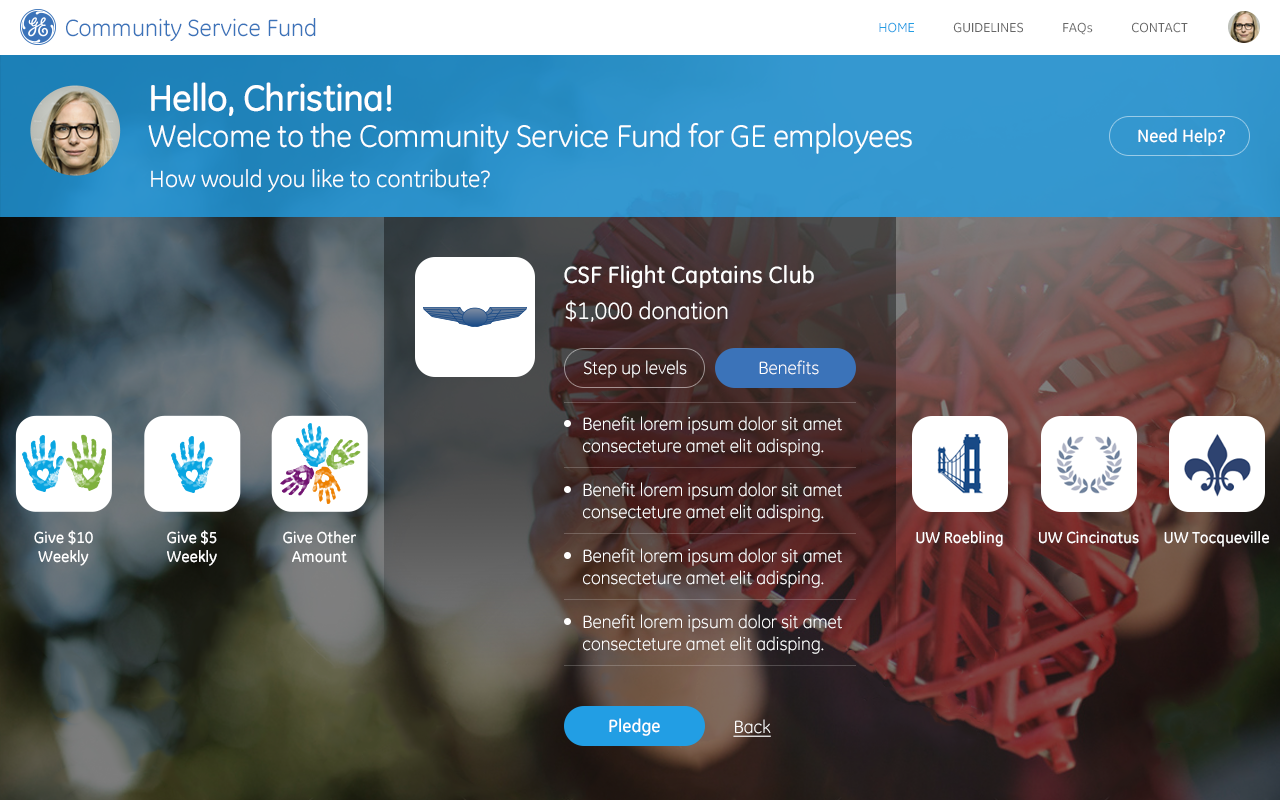 GE
Community Service Fund
HOME
GUIDELINES
FAQs
CONTACT
Hello, Christina!
Welcome to the Community Service Fund for GE employees
How would you like to contribute?
Need Help?
Give $10
Weekly
Give $5
Weekly
Give Other
Amount
CSF Flight Captains Club
$1,000 donation
Step up levels
Benefits
Benefit lorem ipsum dolor sit amet
consecteture amet elit adisping.
Benefit lorem ipsum dolor sit amet
consecteture amet elit adisping.
Benefit lorem ipsum dolor sit amet
consecteture amet elit adisping.
Benefit lorem ipsum dolor sit amet
consecteture amet elit adisping.
Pledge
Back
UW Roebling
UW Cincinatus
UW Tocqueville